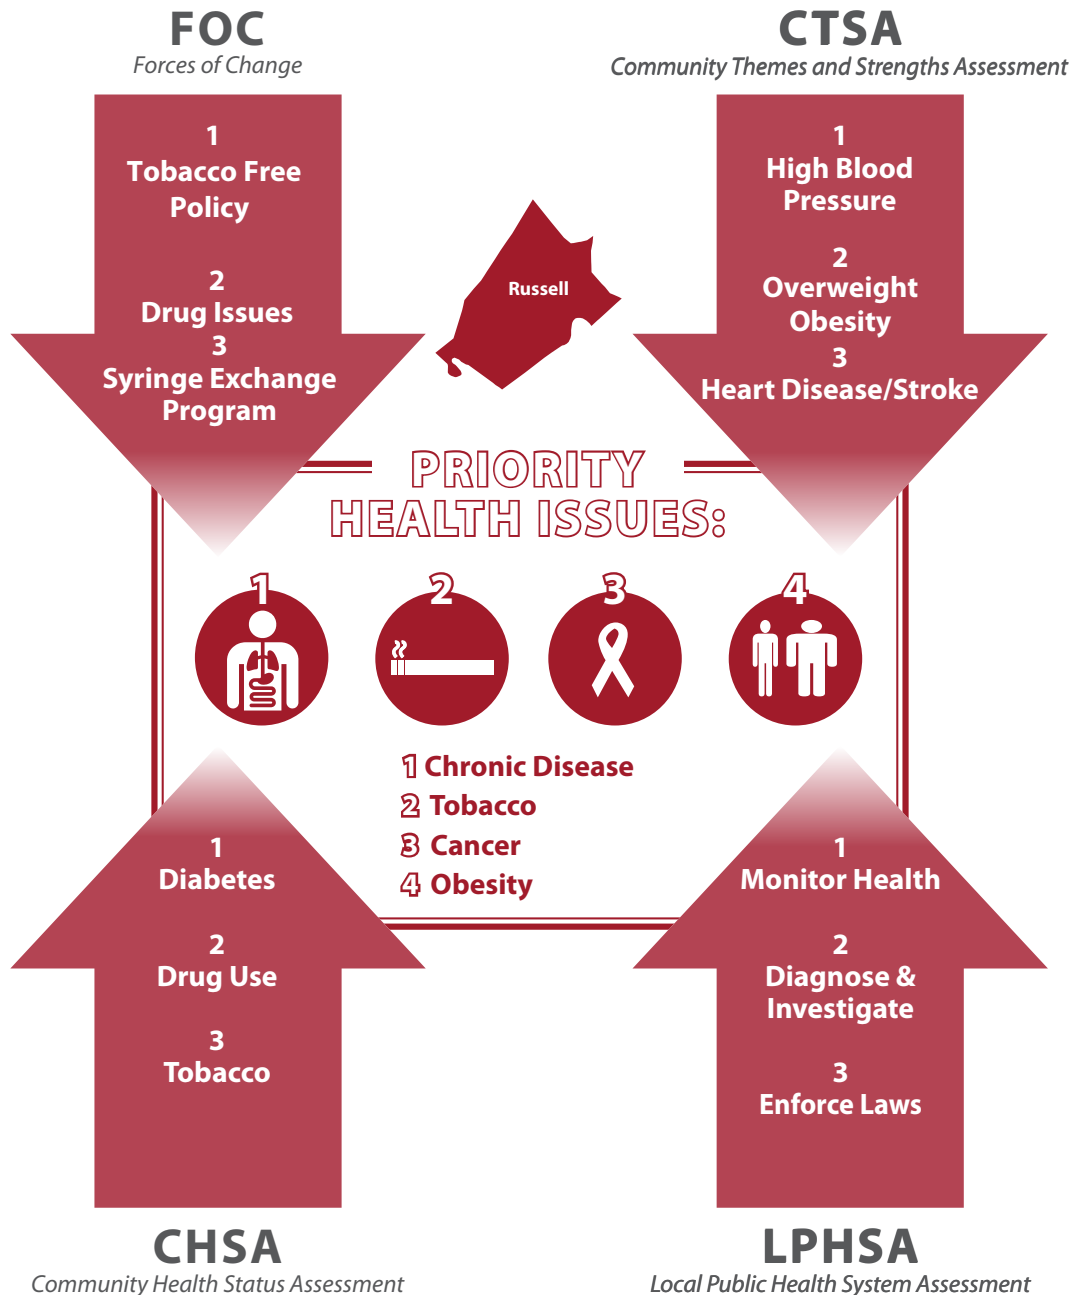 FOC
Forces of Change
1
Tobacco Free
Policy
2
Drug Issues
3
Syringe Exchange
Program
CTSA
Community Themes and Strengths Assessment
1
High Blood
Pressure
2
Overweight
Obesity
3
Heart Disease/Stroke
Russell
PRIORITY
HEALTH ISSUES:
1
2
3
4
1 Chronic Disease
2 Tobacco
3 Cancer
4 Obesity
1
Diabetes
2
Drug Use
3
Tobacco
CHSA
Community Health Status Assessment
1
Monitor Health
2
Diagnose &
Investigate
3
Enforce Laws
LPHSA
Local Public Health System Assessment